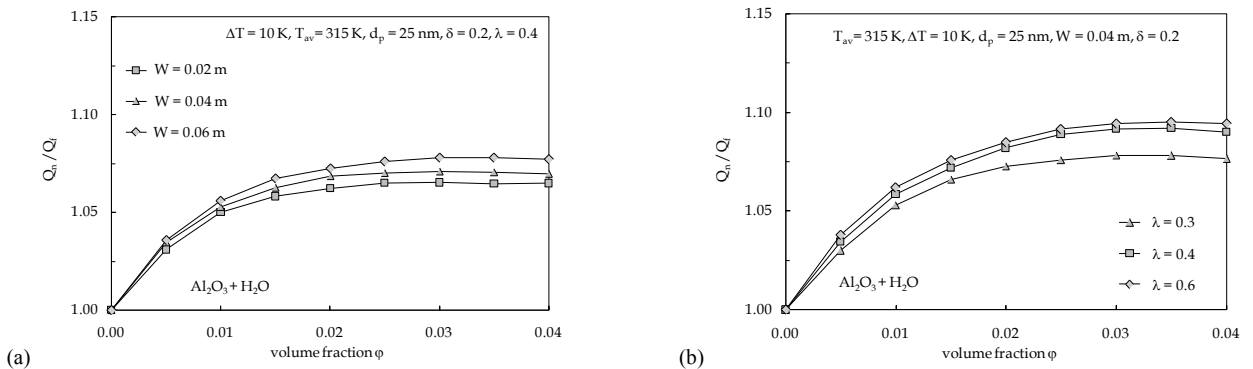 1.15
ΔT = 10 K, Tav= 315 K, dp = 25 nm, δ = 0.2, λ = 0.4
W = 0.02 m
W = 0.04 m
W = 0.06 m
1.10
Qn / Qf
1.05
Al2O3 + H2O
1.00
0.00 0.01 0.02 0.03 0.04
volume fraction φ
(a)
1.15
Tav= 315 K, ΔT = 10 K, dp = 25 nm, W = 0.04 m, δ = 0.2
1.10
Qn / Qf
1.05
λ = 0.3
λ = 0.4
λ = 0.6
Al2O3 + H2O
1.00
0.00 0.01 0.02 0.03 0.04
volume fraction φ
(b)